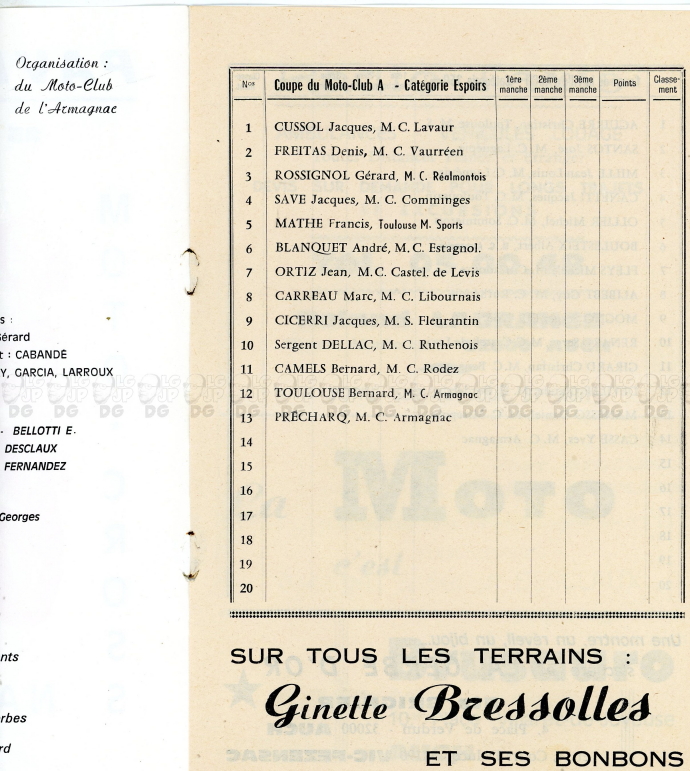 Organisation :
du Moto-Club
de l'Armagnac
s :
Gérard
t : CABANDÉ
Y, GARCIA, LARROUX
- BELLOTTI E.
DESCLAUX
FERNANDEZ
Georges
nts
rbes
rd
Nos Coupe du Moto-Club A - Catégorie Espoirs 1ère manche 2ème manche 3ème manche Points Classe-ment
1 CUSSOL Jacques, M. C. Lavaur
2 FREITAS Denis, M. C. Vaurréen
3 ROSSIGNOL Gérard, M. C. Réalmontois
4 SAVE Jacques, M. C. Comminges
5 MATHE Francis, Toulouse M. Sports
6 BLANQUET André, M. C. Estagnol.
7 ORTIZ Jean, M.C. Castel. de Levis
8 CARREAU Marc, M. C. Libournais
9 CICERRI Jacques, M. S. Fleurantin
10 Sergent DELLAC, M. C. Ruthenois
11 CAMELS Bernard, M. C. Rodez
12 TOULOUSE Bernard, M. C. Armagnac
13 PRÉCHARQ, M. C. Armagnac
14
15
16
17
18
19
20
SUR TOUS LES TERRAINS :
Ginette Bressolles
ET SES BONBONS